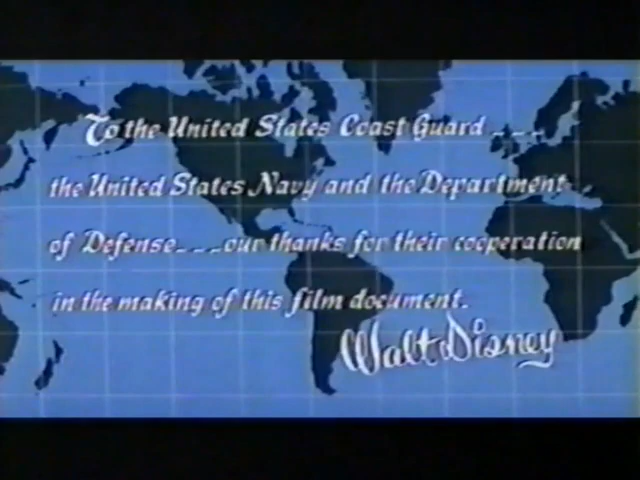 To the United States Coast Guard ---
the United States Navy and the Department
of Defense---our thanks for their cooperation
in the making of this film document.
Walt Disney